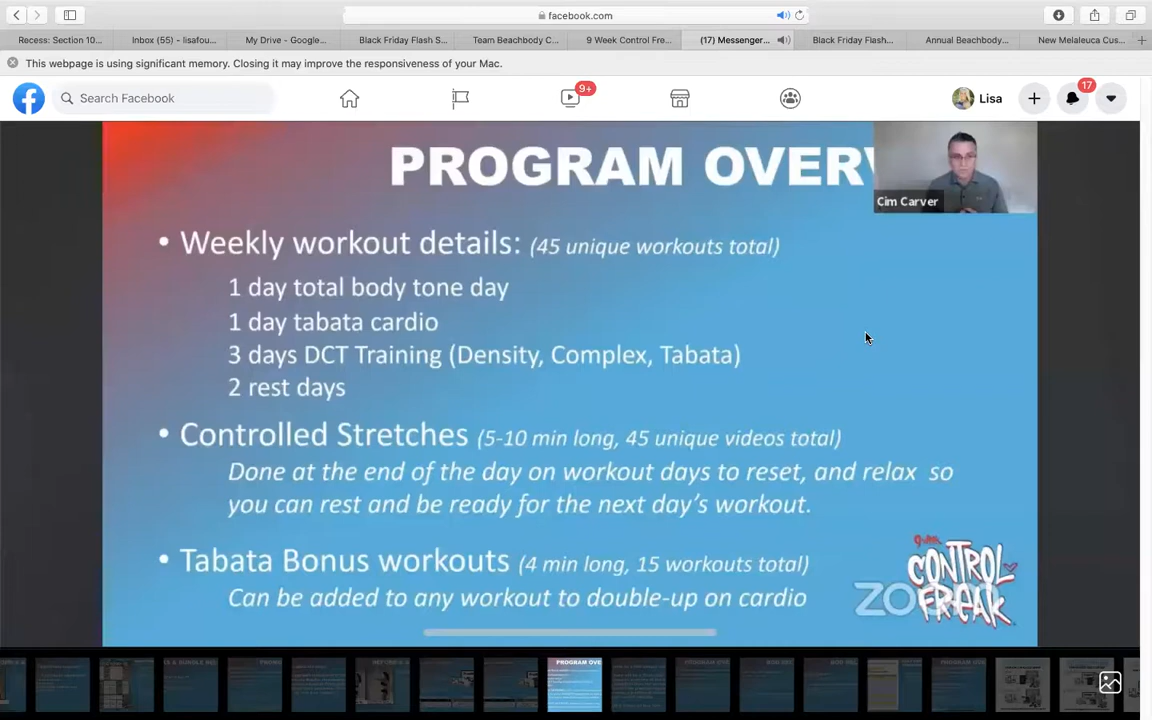 facebook.com
Recess: Section 10...
Inbox (55) - lisafou...
My Drive - Google...
Black Friday Flash S...
Team Beachbody C...
9 Week Control Fre...
(17) Messenger...
Black Friday Flash...
Annual Beachbody...
New Melaleuca Cus...
This webpage is using significant memory. Closing it may improve the responsiveness of your Mac.
Search Facebook
9+
Lisa
17
PROGRAM OVERV
Cim Carver
• Weekly workout details: (45 unique workouts total)
1 day total body tone day
1 day tabata cardio
3 days DCT Training (Density, Complex, Tabata)
2 rest days
• Controlled Stretches (5-10 min long, 45 unique videos total)
Done at the end of the day on workout days to reset, and relax so
you can rest and be ready for the next day's workout.
• Tabata Bonus workouts (4 min long, 15 workouts total)
Can be added to any workout to double-up on cardio
9 WEEK
CONTROL
FREAK
PROGRAM OVE